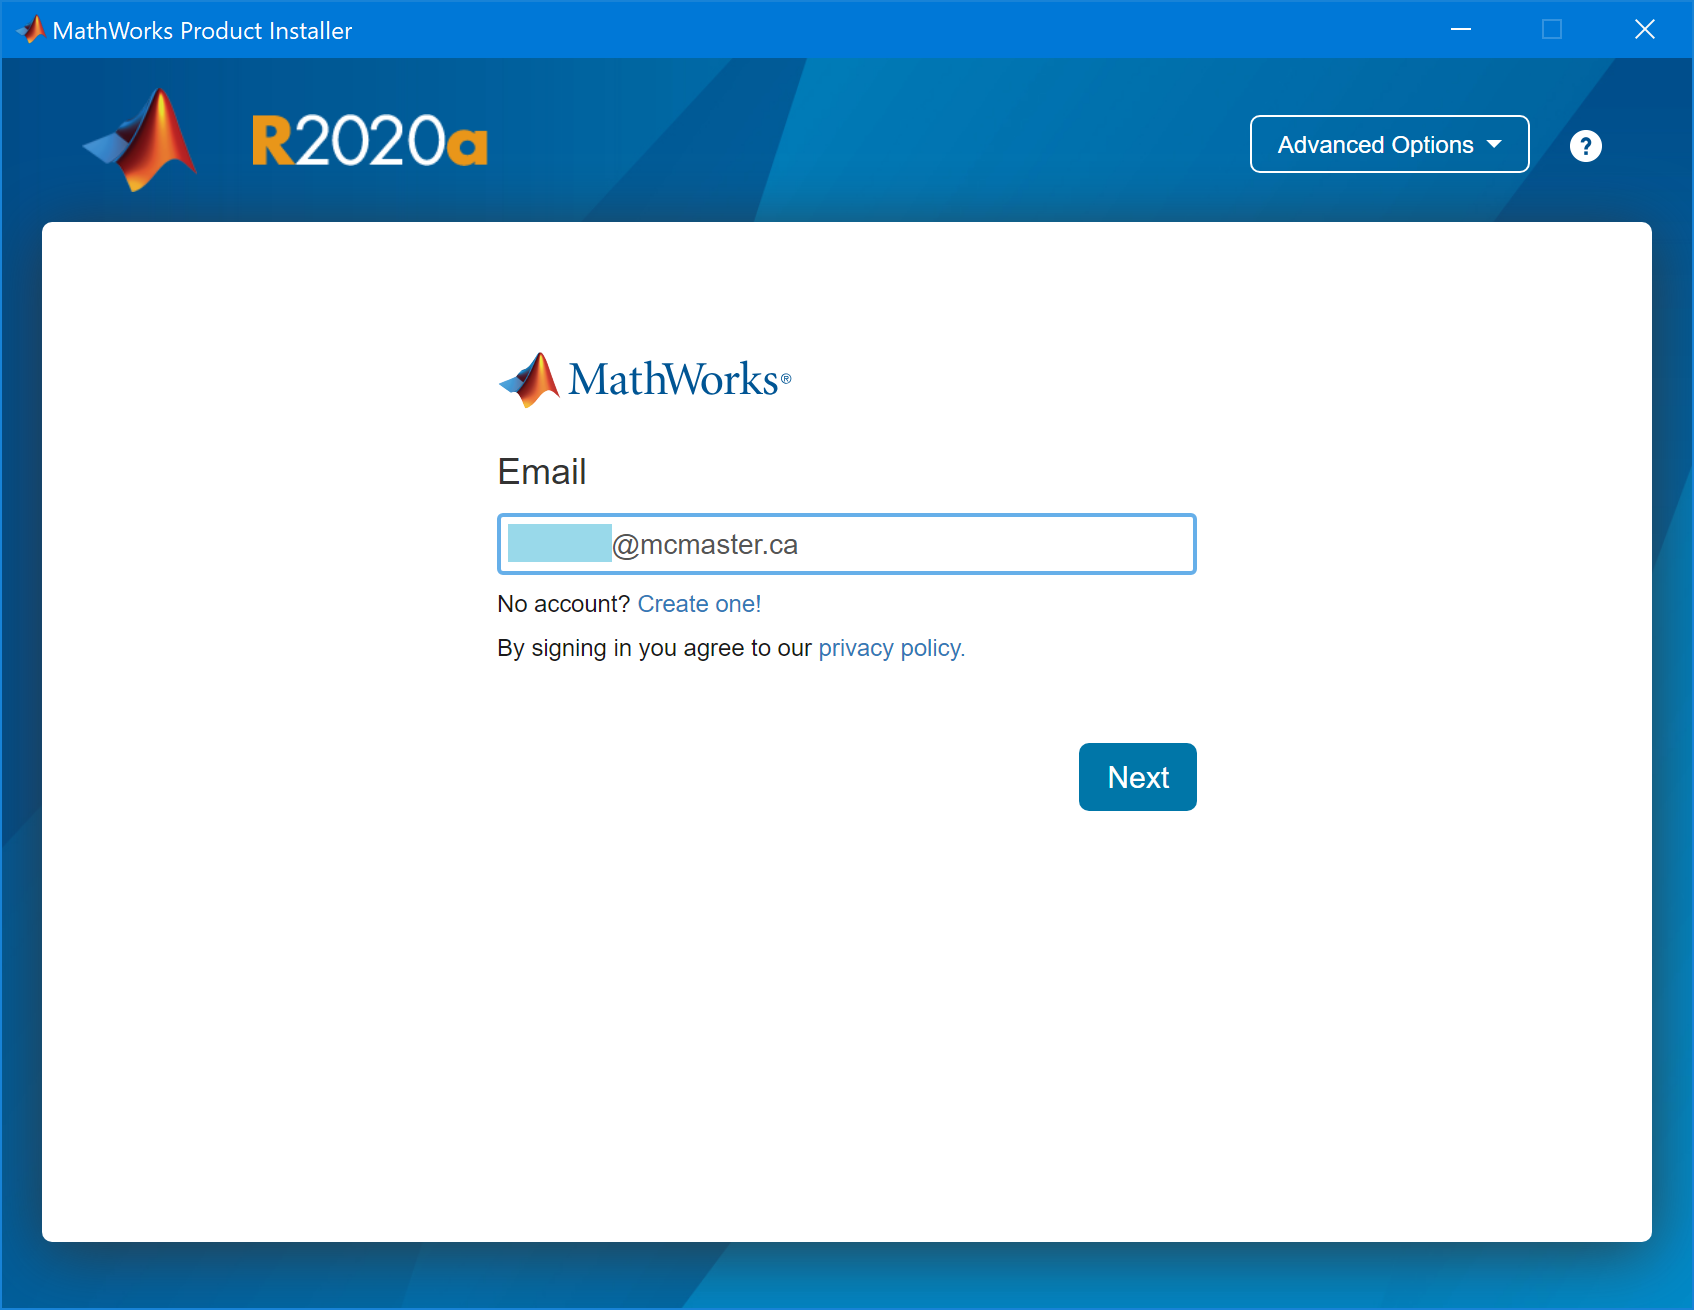 MathWorks Product Installer
R2020a
Advanced Options
?
MathWorks®
Email
@mcmaster.ca
No account? Create one!
By signing in you agree to our privacy policy.
Next